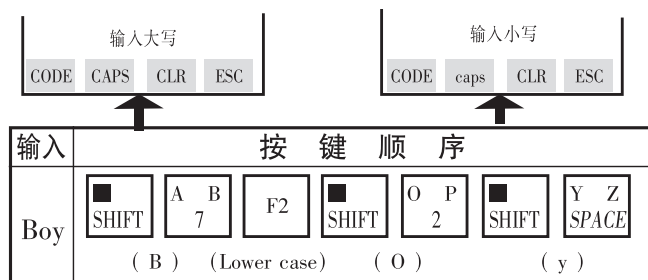 输入大写
CODE CAPS CLR ESC
输入小写
CODE caps CLR ESC
输入 按键顺序
Boy
SHIFT
A B
7
F2
SHIFT
O P
2
SHIFT
Y Z
SPACE
( B ) (Lower case) ( O ) ( y )